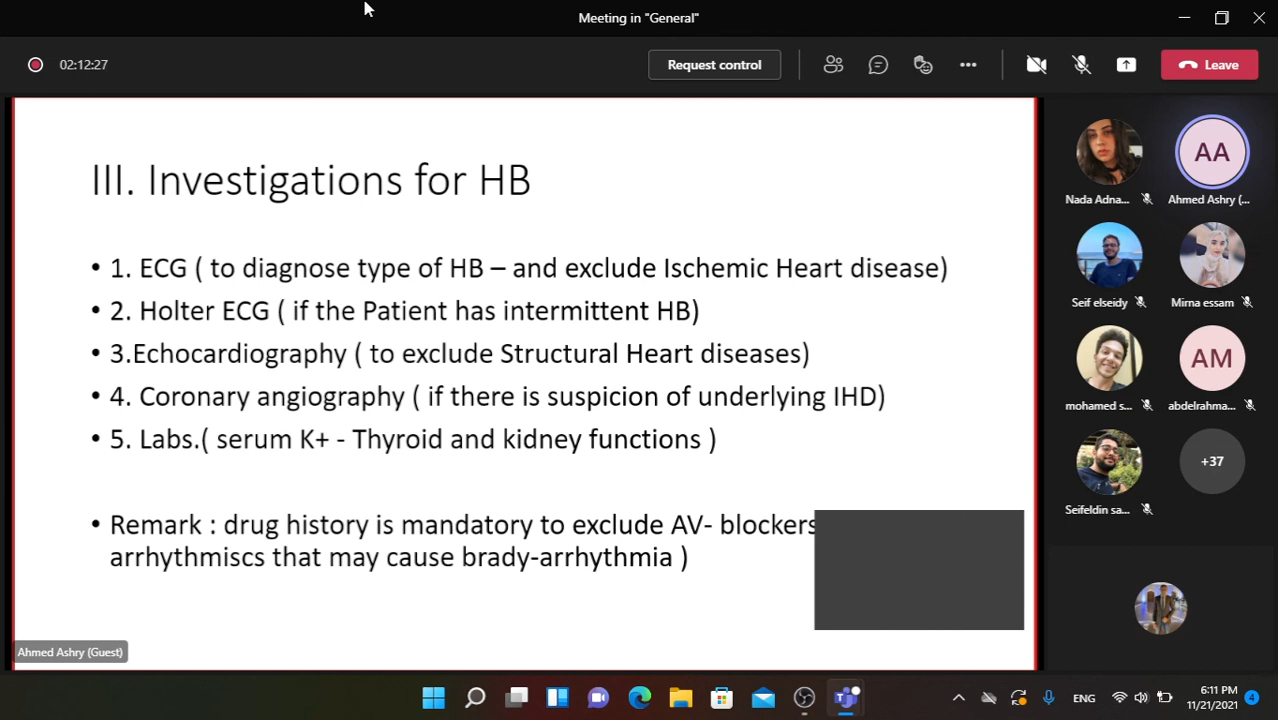 Meeting in "General"
02:12:27
Request control
Leave
III. Investigations for HB
• 1. ECG ( to diagnose type of HB – and exclude Ischemic Heart disease)
• 2. Holter ECG ( if the Patient has intermittent HB)
• 3.Echocardiography ( to exclude Structural Heart diseases)
• 4. Coronary angiography ( if there is suspicion of underlying IHD)
• 5. Labs.( serum K+ - Thyroid and kidney functions )
• Remark : drug history is mandatory to exclude AV- blockers
arrhythmiscs that may cause brady-arrhythmia )
Ahmed Ashry (Guest)
AA
Nada Adna...
Ahmed Ashry (...
Seif elseidy
Mirna essam
AM
mohamed s...
abdelrahma...
+37
Seifeldin sa...
ENG
6:11 PM
11/21/2021
4